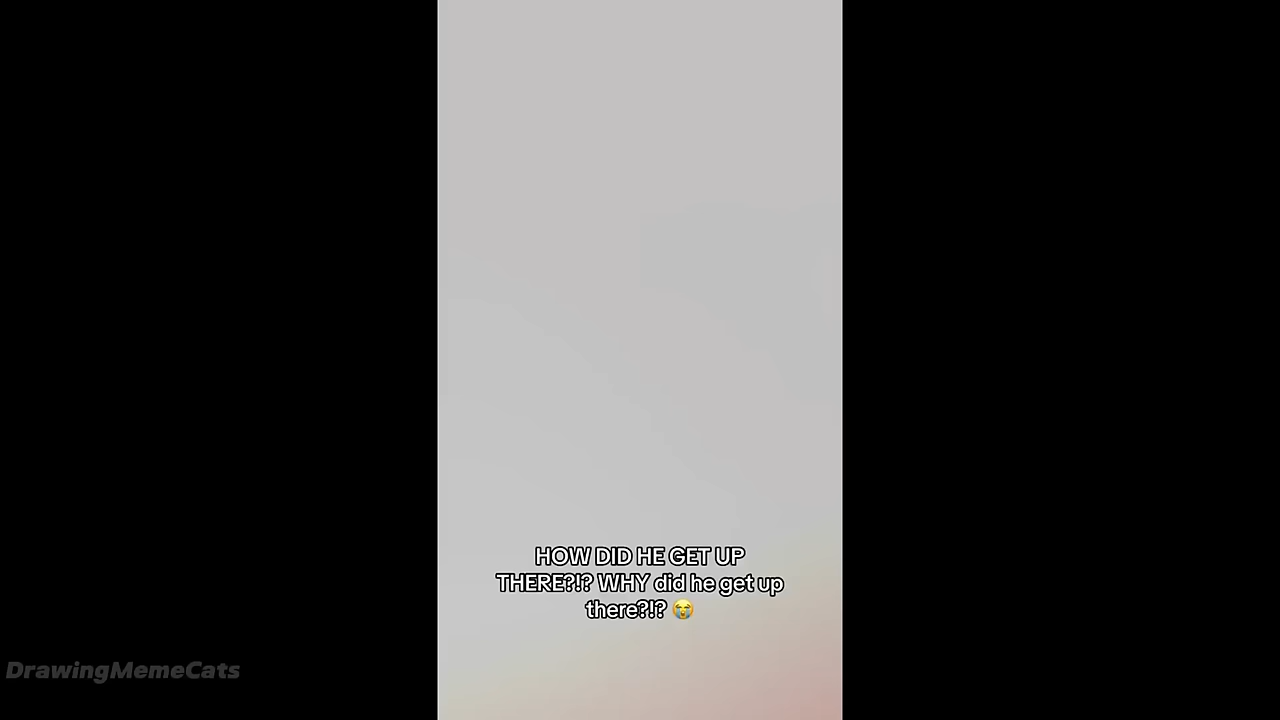 HOW DID HE GET UP
THERE?!? WHY did he get up
there?!? 😭
DrawingMemeCats